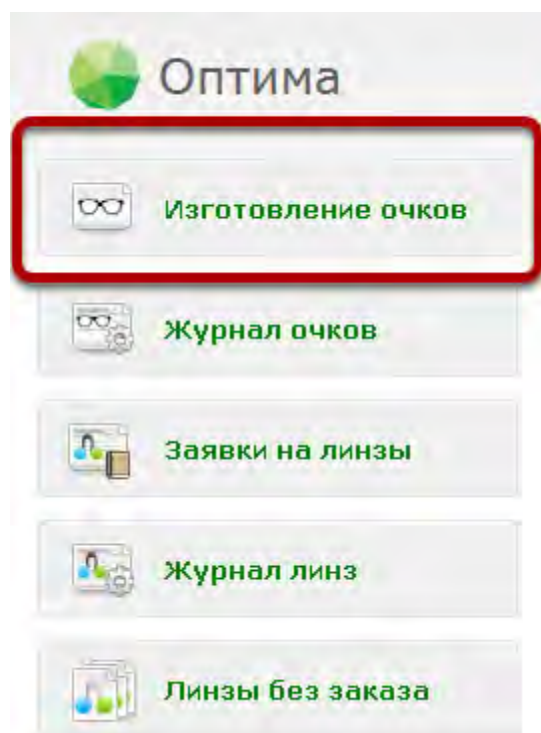 Оптима
Изготовление очков
Журнал очков
Заявки на линзы
Журнал линз
Линзы без заказа